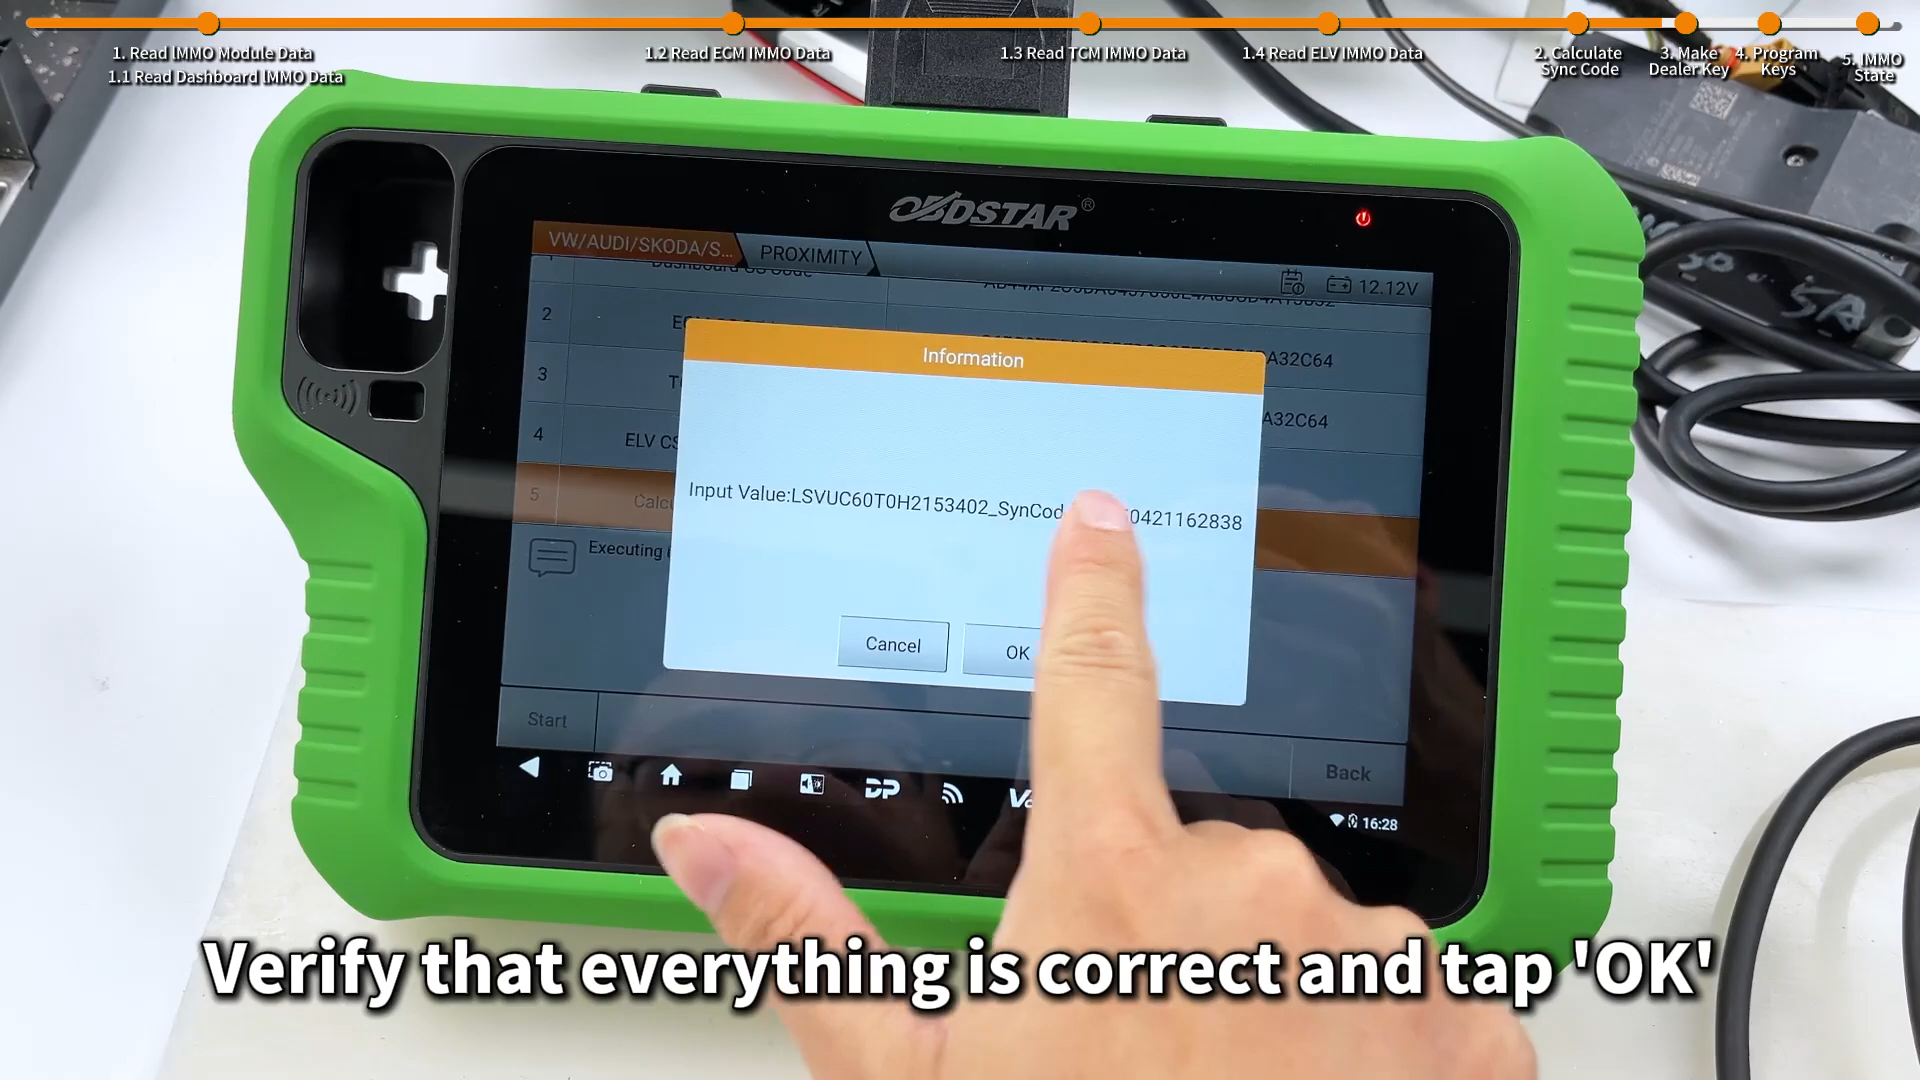 1. Read IMMO Module Data
1.1 Read Dashboard IMMO Data
1.2 Read ECM IMMO Data
1.3 Read TCM IMMO Data
1.4 Read ELV IMMO Data
2. Calculate
Sync Code
3. Make
Dealer Key
4. Program
Keys
5. IMMO
State
OBDSTAR®
VW/AUDI/SKODA/S...
PROXIMITY
12.12V
2
A32C64
3
A32C64
4
ELV CS
5
Information
Input Value:LSVUC60T0H2153402_SynCod 0421162838
Cancel
OK
Executing
Start
Back
DP
16:28
5A
Verify that everything is correct and tap 'OK'